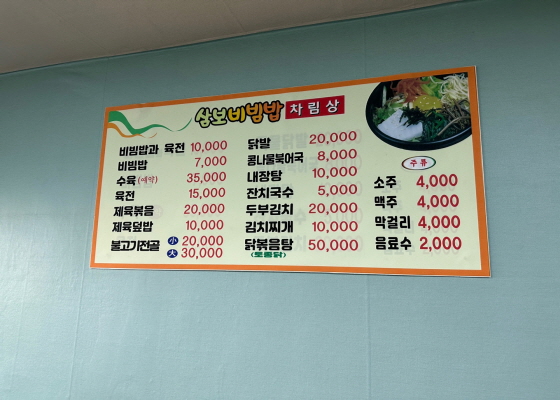 상보비빔밥 차림상
비빔밥과 육전 10,000
비빔밥 7,000
수육(예약) 35,000
육전 15,000
제육볶음 20,000
제육덮밥 10,000
불고기전골 小 20,000
大 30,000
닭발 20,000
콩나물북어국 8,000
내장탕 10,000
잔치국수 5,000
두부김치 20,000
김치찌개 10,000
닭볶음탕 50,000
(토종닭)
주류
소주 4,000
맥주 4,000
막걸리 4,000
음료수 2,000